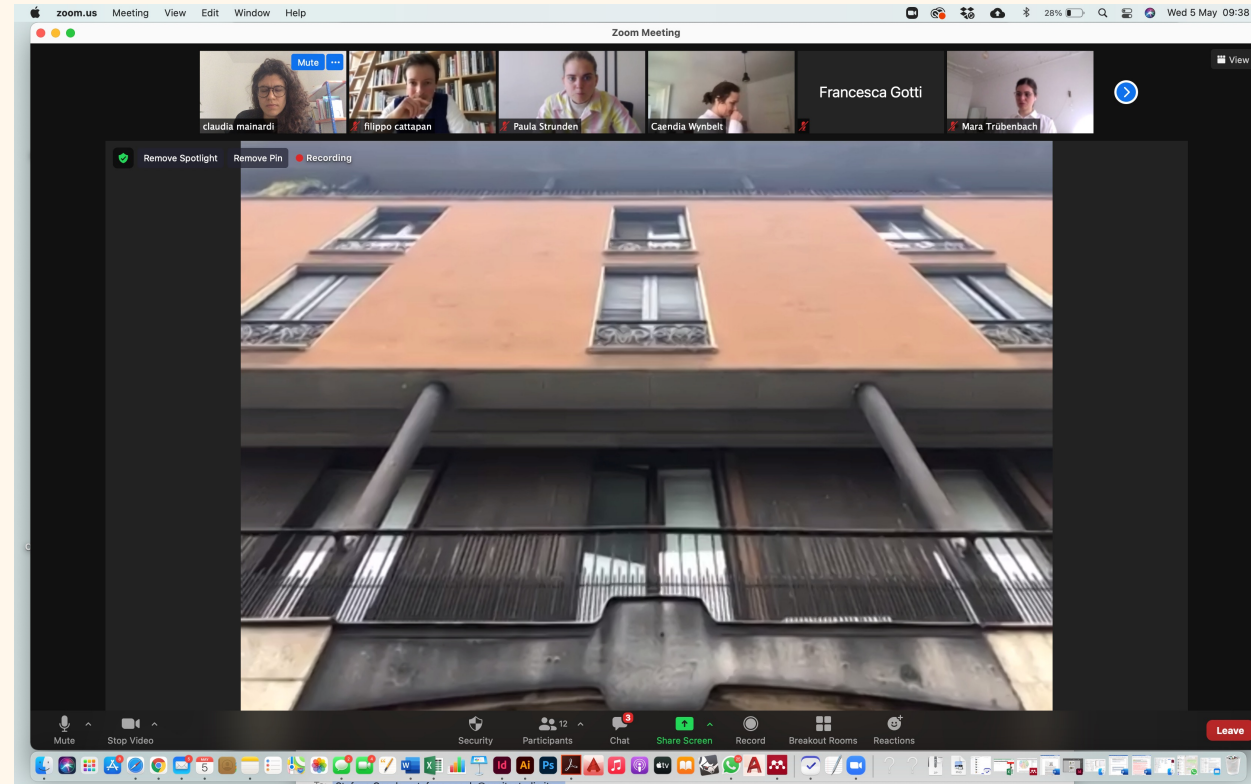 zoom.us Meeting View Edit Window Help
28% Wed 5 May 09:38
Zoom Meeting
Mute
View
Francesca Gotti
claudia mainardi
filippo cattapan
Paula Strunden
Caendia Wynbelt
Mara Trübenbach
Remove Spotlight Remove Pin Recording
Mute
Stop Video
Security
Participants 12
Chat 3
Share Screen
Record
Breakout Rooms
Reactions
Leave